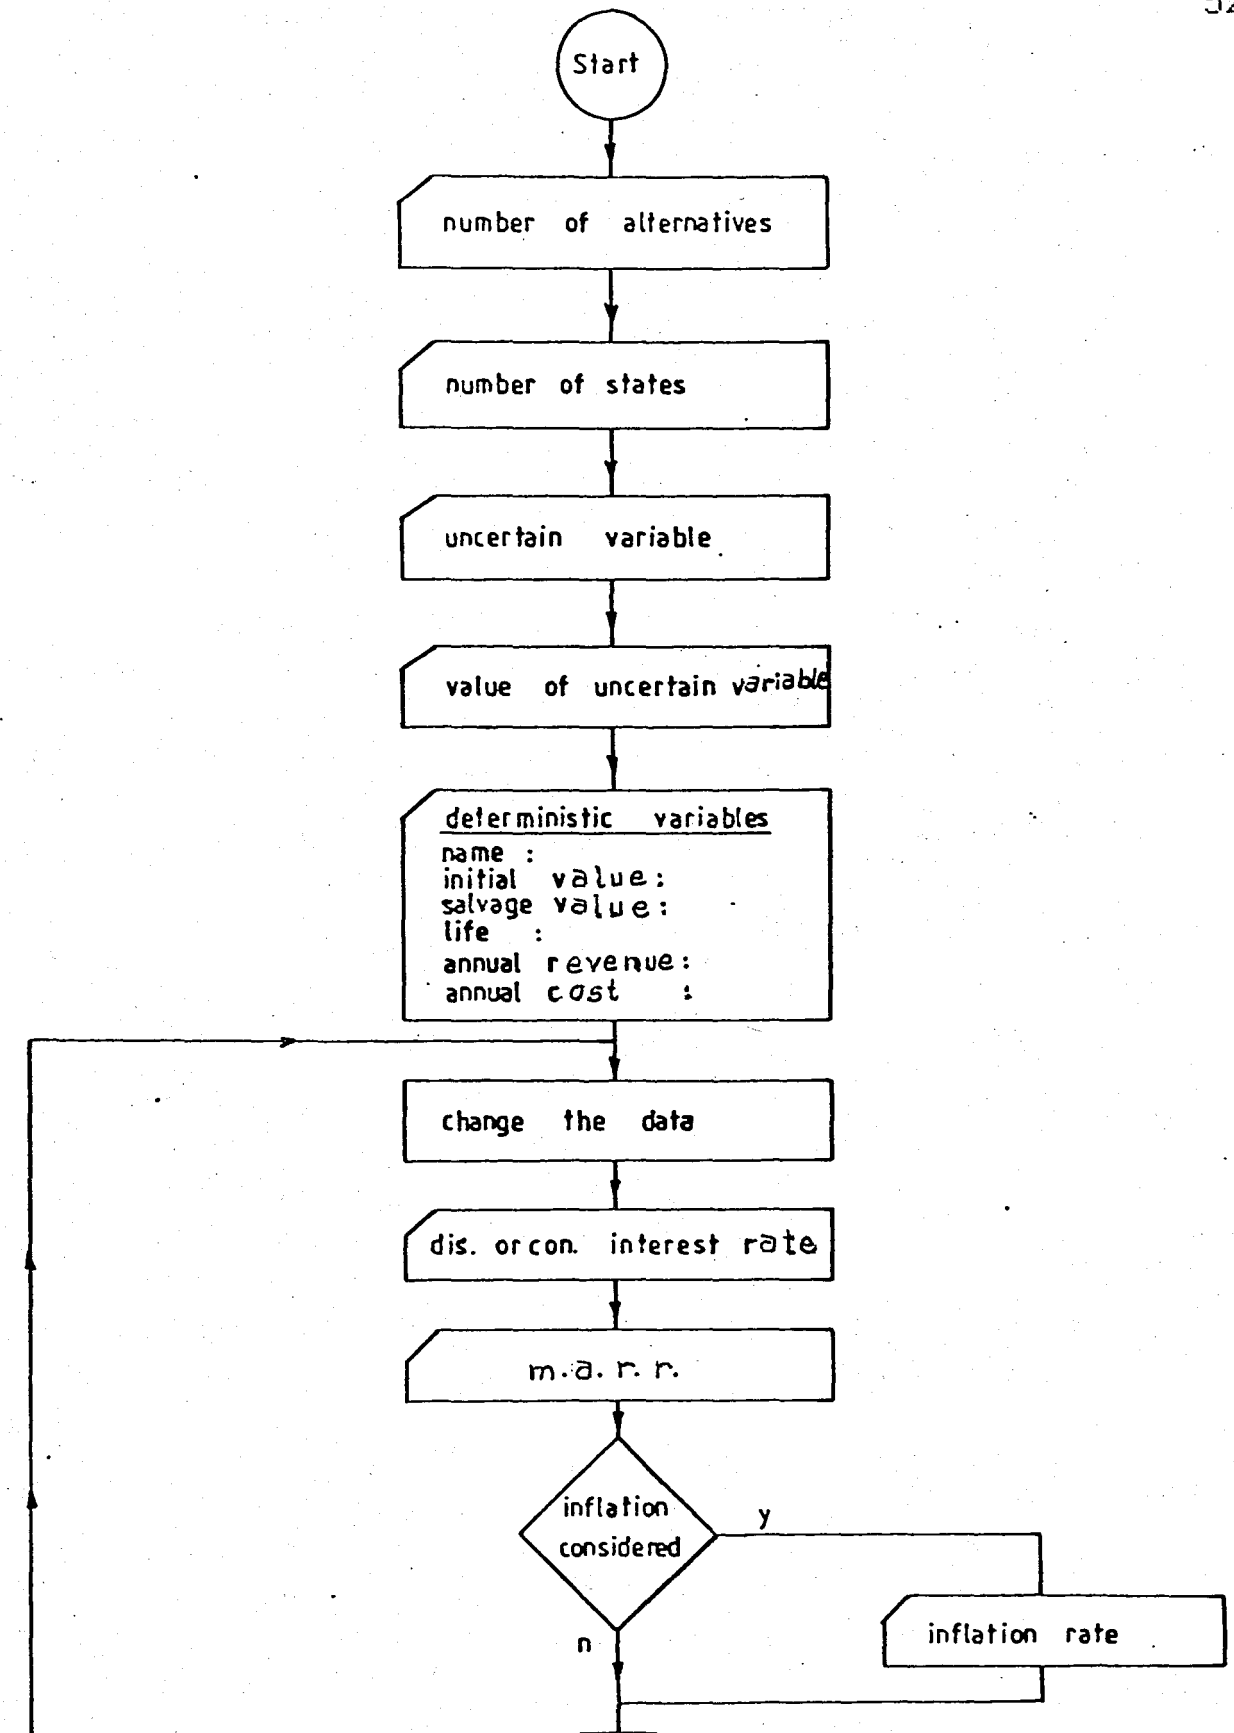 Start
number of alternatives
number of states
uncertain variable
value of uncertain variable
deterministic variables
name :
initial value:
salvage value:
life :
annual revenue:
annual cost :
change the data
dis. or con. interest rate
m.a.r.r.
inflation
considered
y
n
inflation rate